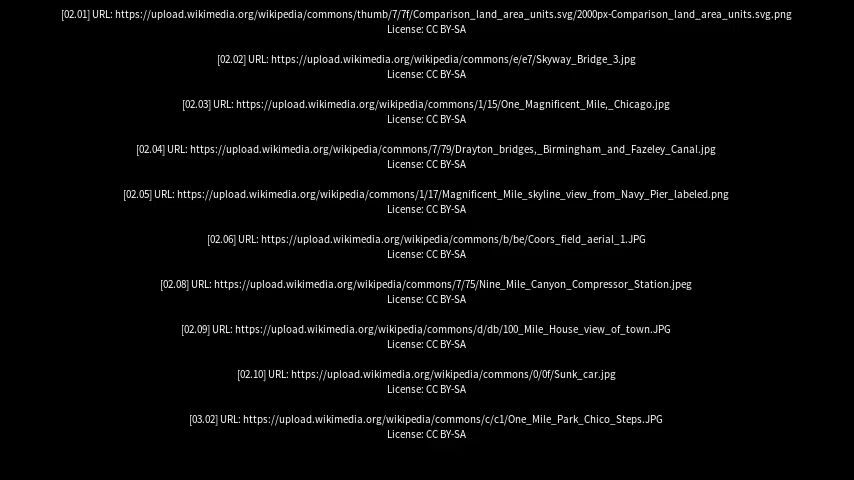 [02.01] URL: https://upload.wikimedia.org/wikipedia/commons/thumb/7/7f/Comparison_land_area_units.svg/2000px-Comparison_land_area_units.svg.png
License: CC BY-SA
[02.02] URL: https://upload.wikimedia.org/wikipedia/commons/e/e7/Skyway_Bridge_3.jpg
License: CC BY-SA
[02.03] URL: https://upload.wikimedia.org/wikipedia/commons/1/15/One_Magnificent_Mile,_Chicago.jpg
License: CC BY-SA
[02.04] URL: https://upload.wikimedia.org/wikipedia/commons/7/79/Drayton_bridges,_Birmingham_and_Fazeley_Canal.jpg
License: CC BY-SA
[02.05] URL: https://upload.wikimedia.org/wikipedia/commons/1/17/Magnificent_Mile_skyline_view_from_Navy_Pier_labeled.png
License: CC BY-SA
[02.06] URL: https://upload.wikimedia.org/wikipedia/commons/b/be/Coors_field_aerial_1.JPG
License: CC BY-SA
[02.08] URL: https://upload.wikimedia.org/wikipedia/commons/7/75/Nine_Mile_Canyon_Compressor_Station.jpeg
License: CC BY-SA
[02.09] URL: https://upload.wikimedia.org/wikipedia/commons/d/db/100_Mile_House_view_of_town.JPG
License: CC BY-SA
[02.10] URL: https://upload.wikimedia.org/wikipedia/commons/0/0f/Sunk_car.jpg
License: CC BY-SA
[03.02] URL: https://upload.wikimedia.org/wikipedia/commons/c/c1/One_Mile_Park_Chico_Steps.JPG
License: CC BY-SA